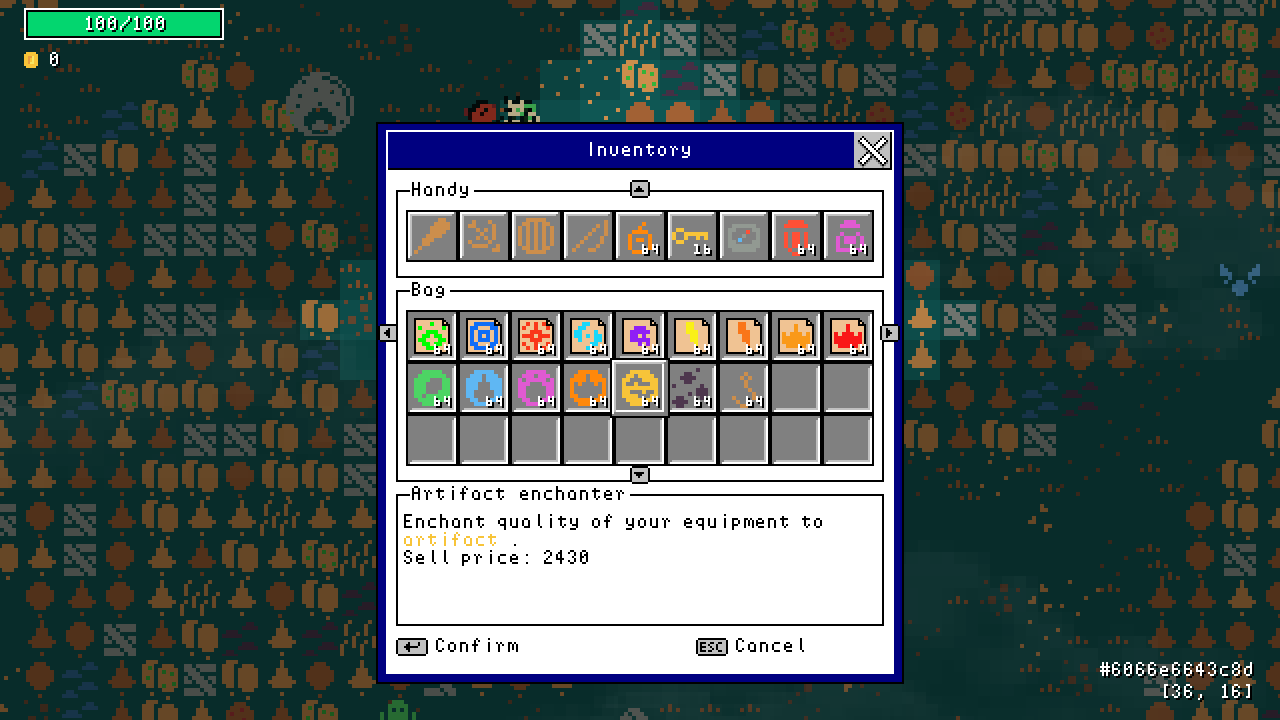 100/100
0
Inventory
Handy
64 16 64 64
Bag
64 64 64 64 64 64 64 64 64
64 64 64 64 64 64 64
Artifact enchanter
Enchant quality of your equipment to
artifact .
Sell price: 2430
Confirm
ESC Cancel
#6066e6643c8d
[36, 16]